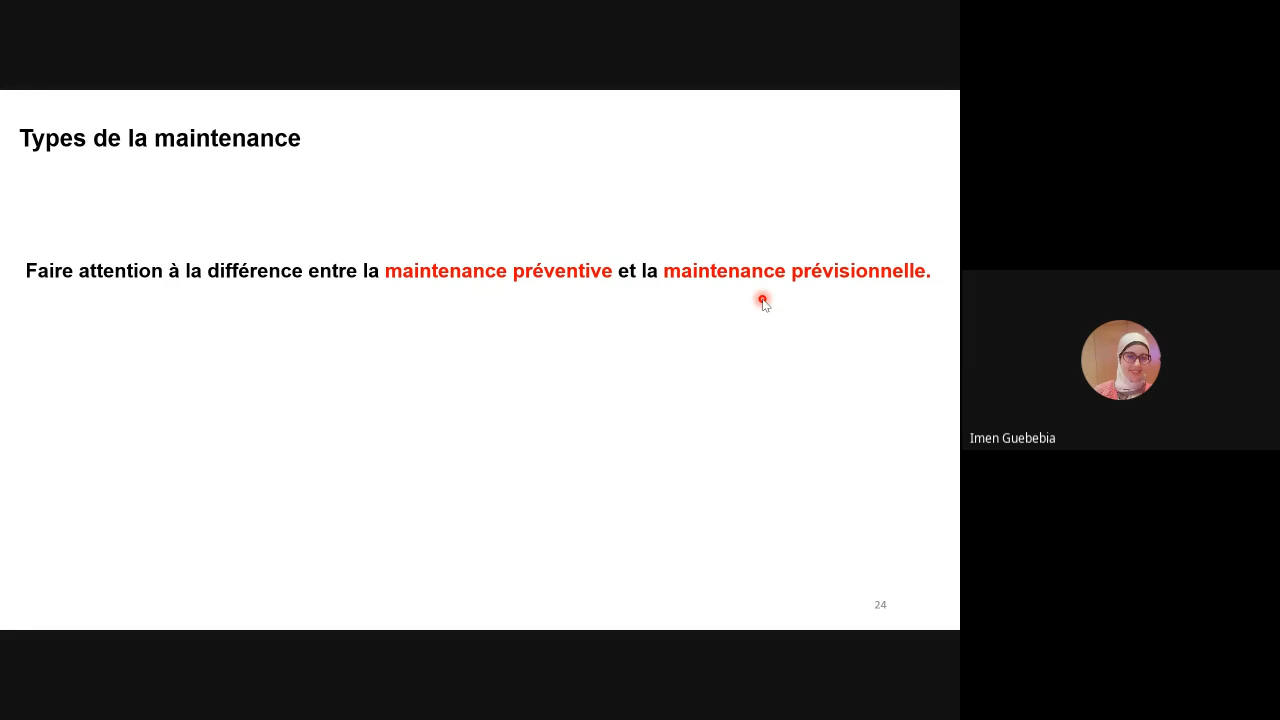 Types de la maintenance
Faire attention à la différence entre la maintenance préventive et la maintenance prévisionnelle.
Imen Guebebia
24